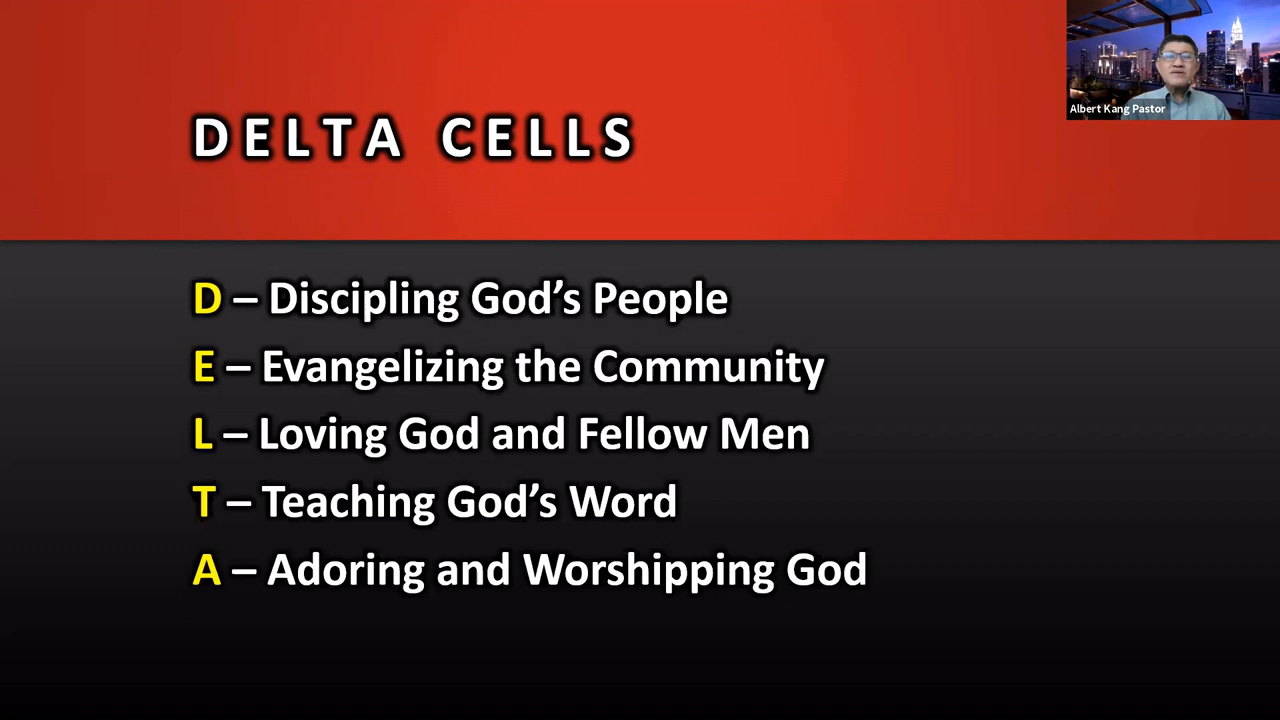 DELTA CELLS
Albert Kang Pastor
D – Discipling God’s People
E – Evangelizing the Community
L – Loving God and Fellow Men
T – Teaching God’s Word
A – Adoring and Worshipping God